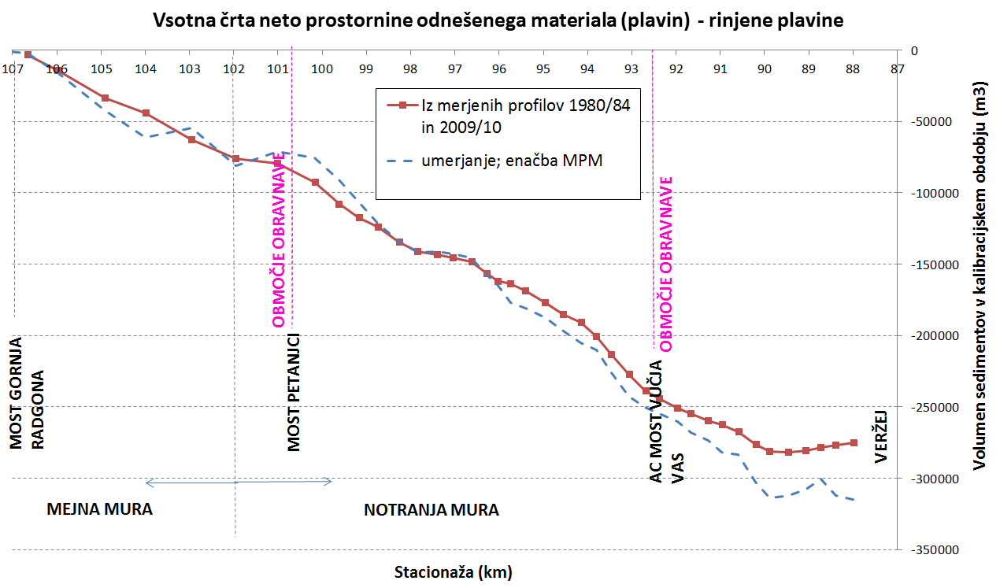 Vsotna črta neto prostornine odnešenega materiala (plavin) - rinjene plavine
0
107 106 105 104 103 102 101 100 99 98 97 96 95 94 93 92 91 90 89 88 87
Iz merjenih profilov 1980/84
in 2009/10
umerjanje; enačba MPM
-50000
-100000
-150000
-200000
-250000
-300000
-350000
Volumen sedimentov v kalibracijskem obdobju (m3)
OBMOČJE OBRAVNAVE
OBMOČJE OBRAVNAVE
MOST GORNJA
RADGONA
MOST PETANJCI
AC MOST VUČJA
VAS
VERŽEJ
MEJNA MURA
NOTRANJA MURA
Stacionaža (km)